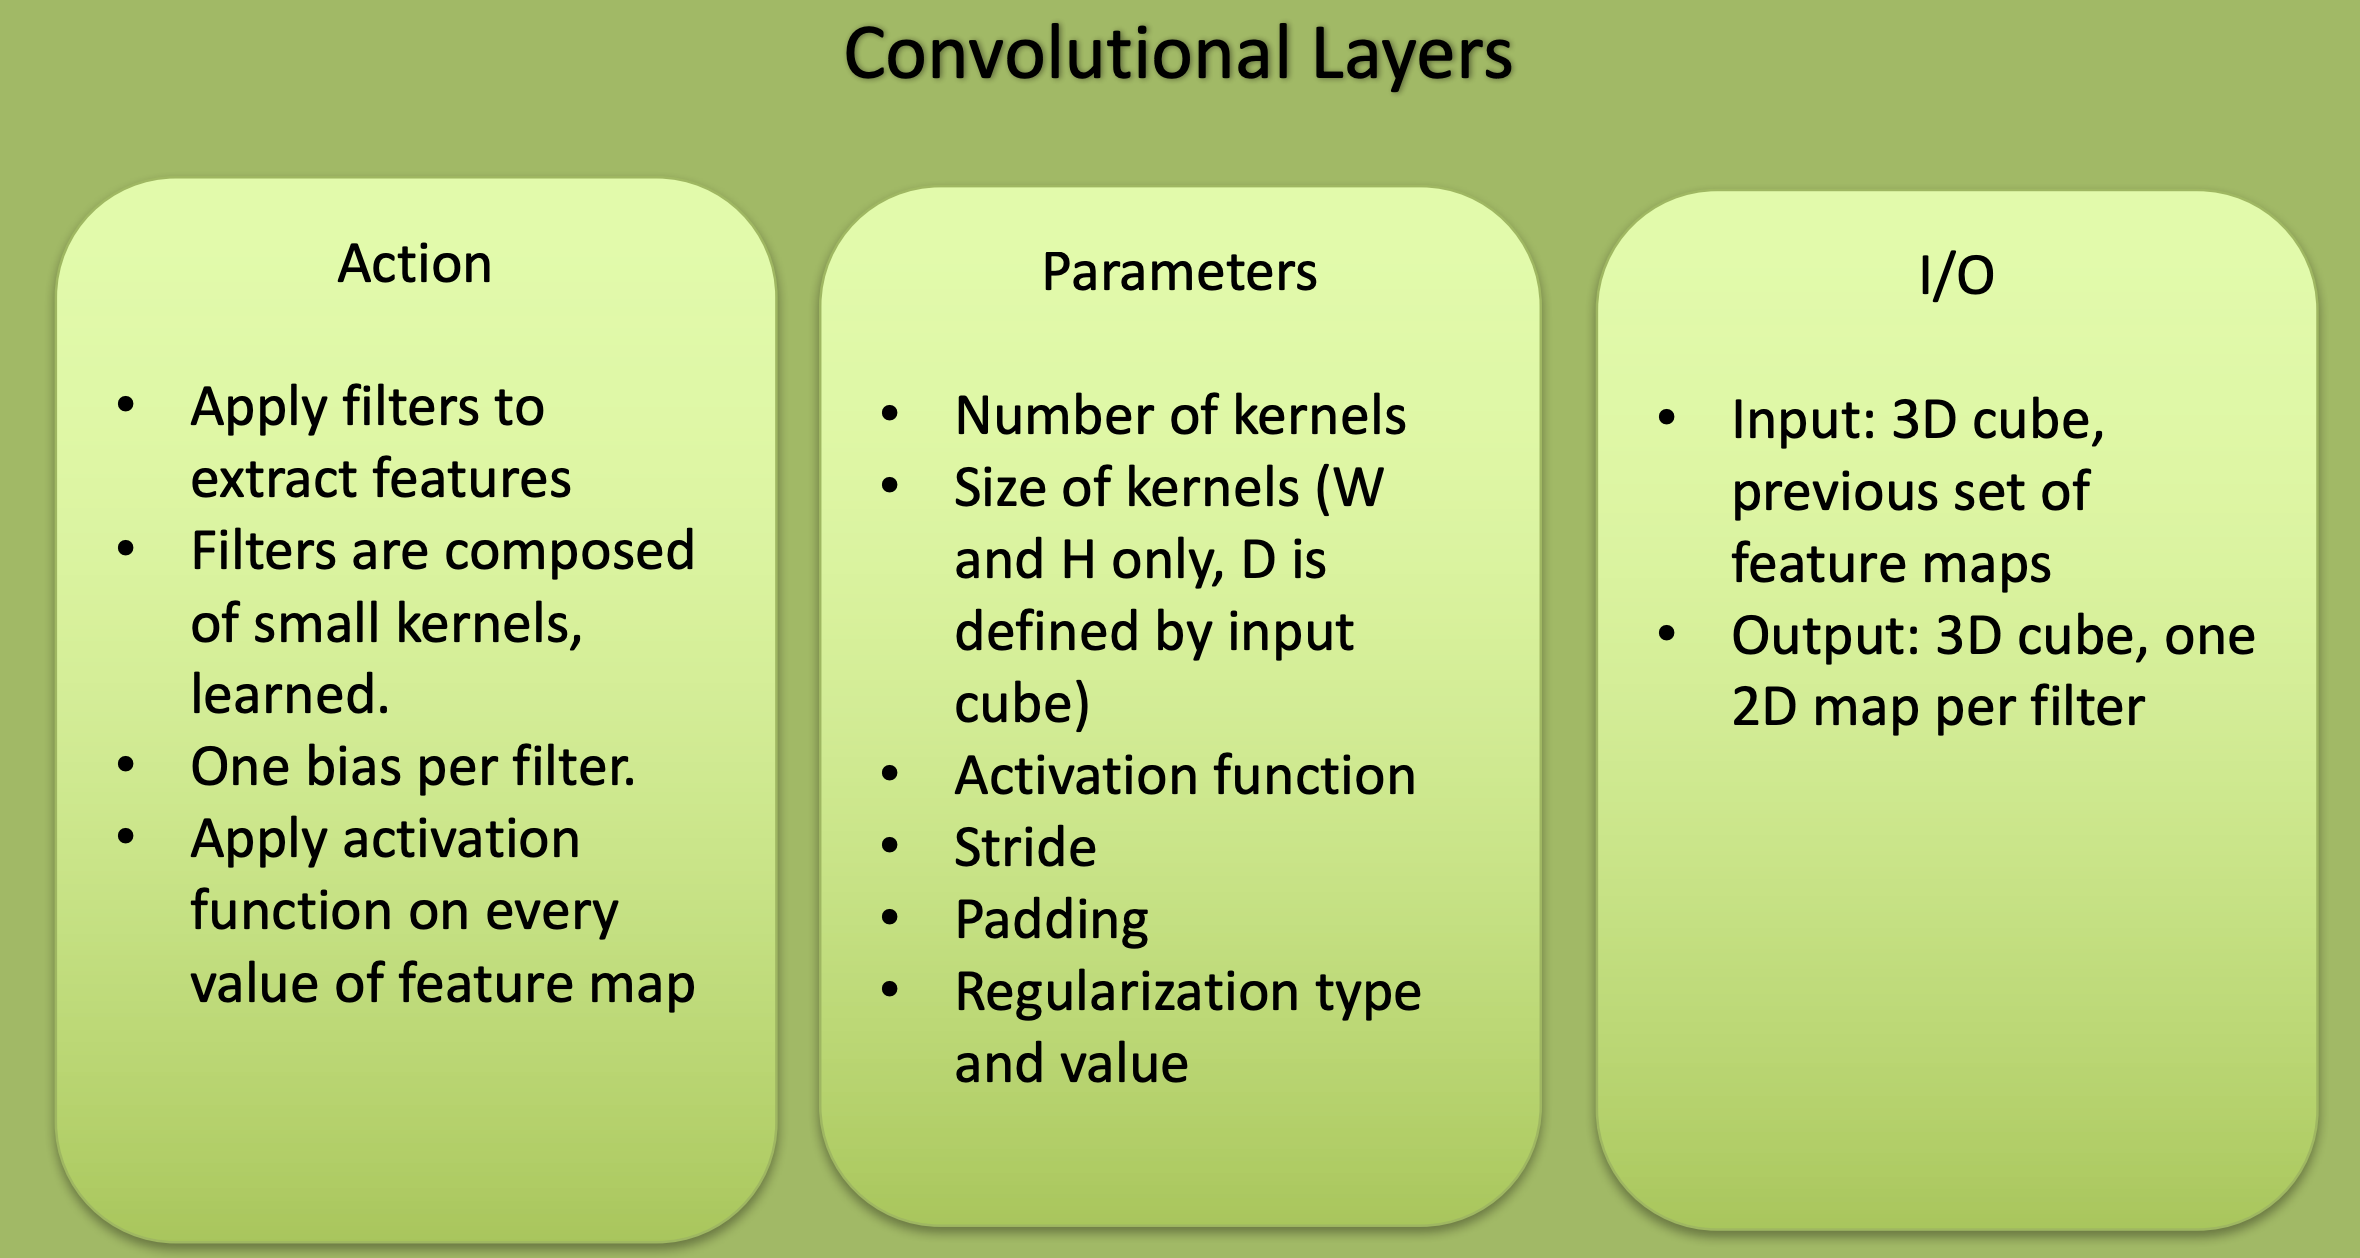 Convolutional Layers
Action
• Apply filters to
extract features
• Filters are composed
of small kernels,
learned.
• One bias per filter.
• Apply activation
function on every
value of feature map
Parameters
• Number of kernels
• Size of kernels (W
and H only, D is
defined by input
cube)
• Activation function
• Stride
• Padding
• Regularization type
and value
I/O
• Input: 3D cube,
previous set of
feature maps
• Output: 3D cube, one
2D map per filter